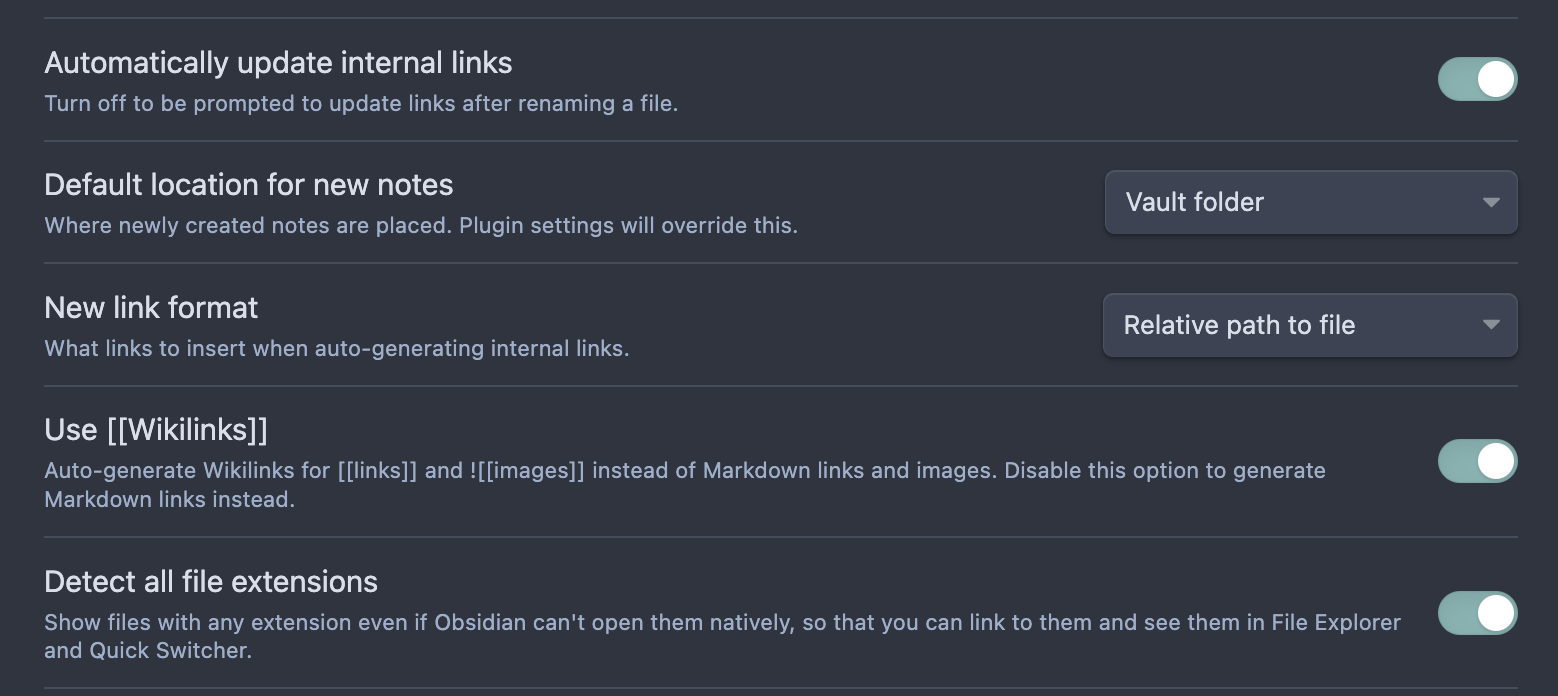 Automatically update internal links
Turn off to be prompted to update links after renaming a file.
Default location for new notes
Where newly created notes are placed. Plugin settings will override this.
Vault folder
New link format
What links to insert when auto-generating internal links.
Relative path to file
Use [[Wikilinks]]
Auto-generate Wikilinks for [[links]] and ![[images]] instead of Markdown links and images. Disable this option to generate
Markdown links instead.
Detect all file extensions
Show files with any extension even if Obsidian can't open them natively, so that you can link to them and see them in File Explorer
and Quick Switcher.